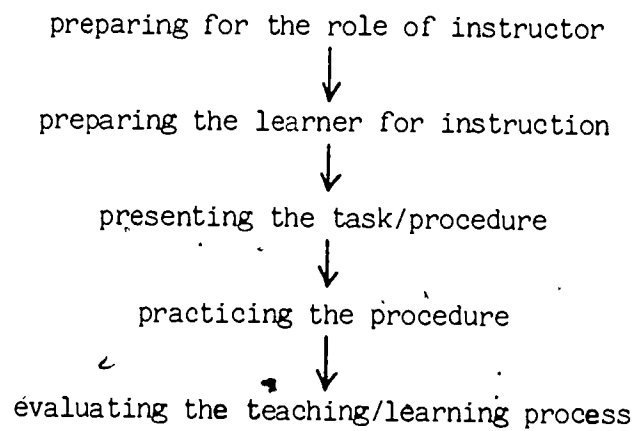 preparing for the role of instructor
preparing the learner for instruction
presenting the task/procedure
practicing the procedure
evaluating the teaching/learning process